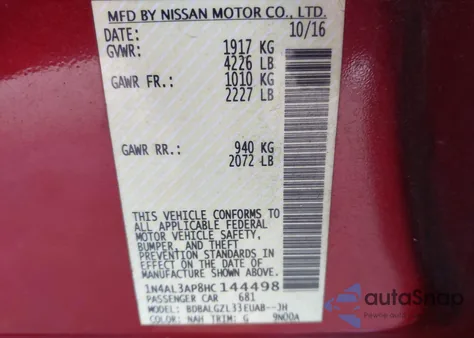 MFD BY NISSAN MOTOR CO., LTD.
DATE: 10/16
GVWR: 1917 KG
4226 LB
GAWR FR.: 1010 KG
2227 LB
GAWR RR.: 940 KG
2072 LB
THIS VEHICLE CONFORMS TO
ALL APPLICABLE FEDERAL
MOTOR VEHICLE SAFETY,
BUMPER, AND THEFT
PREVENTION STANDARDS
IN EFFECT ON THE DATE OF
MANUFACTURE SHOWN ABOVE.
1N4AL3AP8HC144498
PASSENGER CAR 681
MODEL: BDBALGZL33EUAB--JH
COLOR: NAH TRIM: G 9N00A
autoSnap